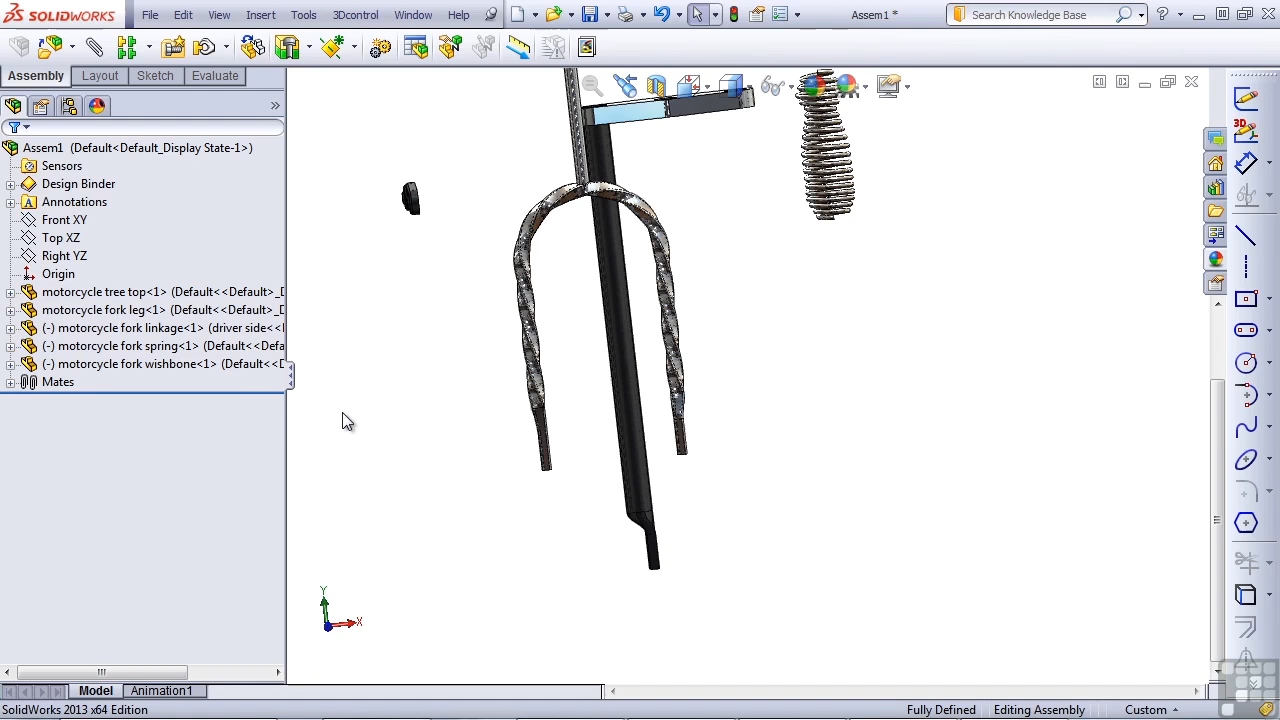 SOLIDWORKS File Edit View Insert Tools 3Dcontrol Window Help Assem1 * Search Knowledge Base ?
Assembly Layout Sketch Evaluate
Assem1 (Default<Default_Display State-1>)
Sensors
Design Binder
A Annotations
Front XY
Top XZ
Right YZ
Origin
motorcycle tree top<1> (Default<<Default>_D
motorcycle fork leg<1> (Default<<Default>_D
(-) motorcycle fork linkage<1> (driver side<<
(-) motorcycle fork spring<1> (Default<<Defa
(-) motorcycle fork wishbone<1> (Default<<D
Mates
3D
Y
X
Model Animation1
SolidWorks 2013 x64 Edition Fully Defined Editing Assembly Custom